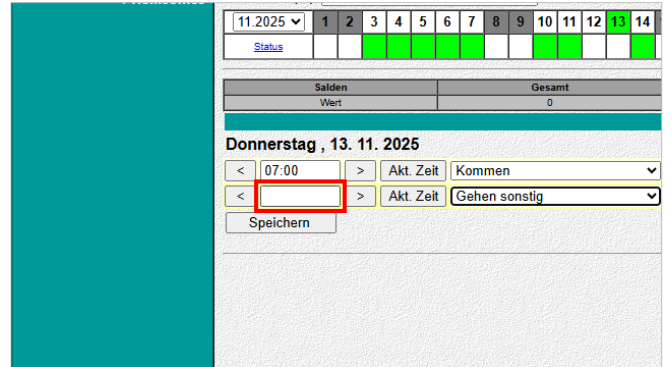 11.2025 1 2 3 4 5 6 7 8 9 10 11 12 13 14
Status
Salden Gesamt
Wert 0
Donnerstag , 13. 11. 2025
< 07:00 > Akt. Zeit Kommen
< > Akt. Zeit Gehen sonstig
Speichern